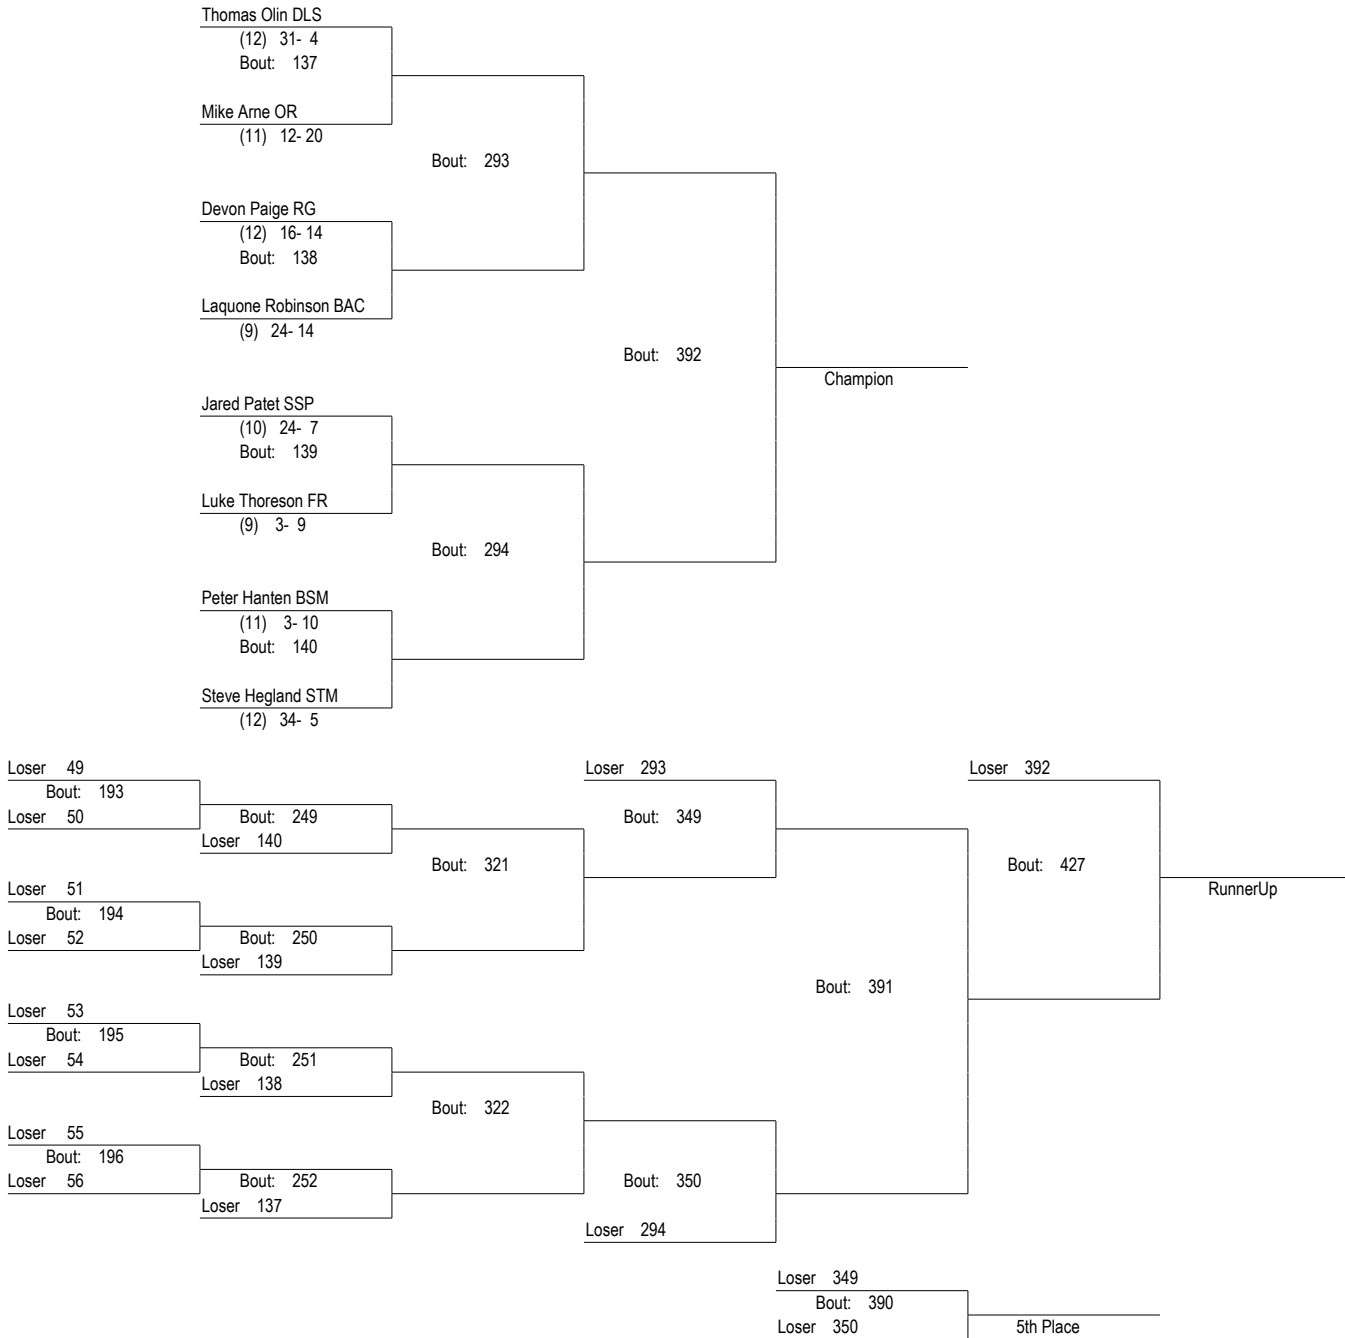 Thomas Olin DLS
(12) 31- 4
Bout: 137
Mike Arne OR
(11) 12- 20
Bout: 293
Devon Paige RG
(12) 16- 14
Bout: 138
Laquone Robinson BAC
(9) 24- 14
Bout: 392
Champion
Jared Patet SSP
(10) 24- 7
Bout: 139
Luke Thoreson FR
(9) 3- 9
Bout: 294
Peter Hanten BSM
(11) 3- 10
Bout: 140
Steve Hegland STM
(12) 34- 5
Loser 49
Loser 293
Loser 392
Bout: 193
Loser 50
Bout: 249
Bout: 349
Loser 140
Bout: 321
Bout: 427
Loser 51
RunnerUp
Bout: 194
Loser 52
Bout: 250
Loser 139
Bout: 391
Loser 53
Bout: 195
Loser 54
Bout: 251
Loser 138
Bout: 322
Loser 55
Bout: 196
Loser 56
Bout: 252
Bout: 350
Loser 137
Loser 294
Loser 349
Bout: 390
Loser 350
5th Place